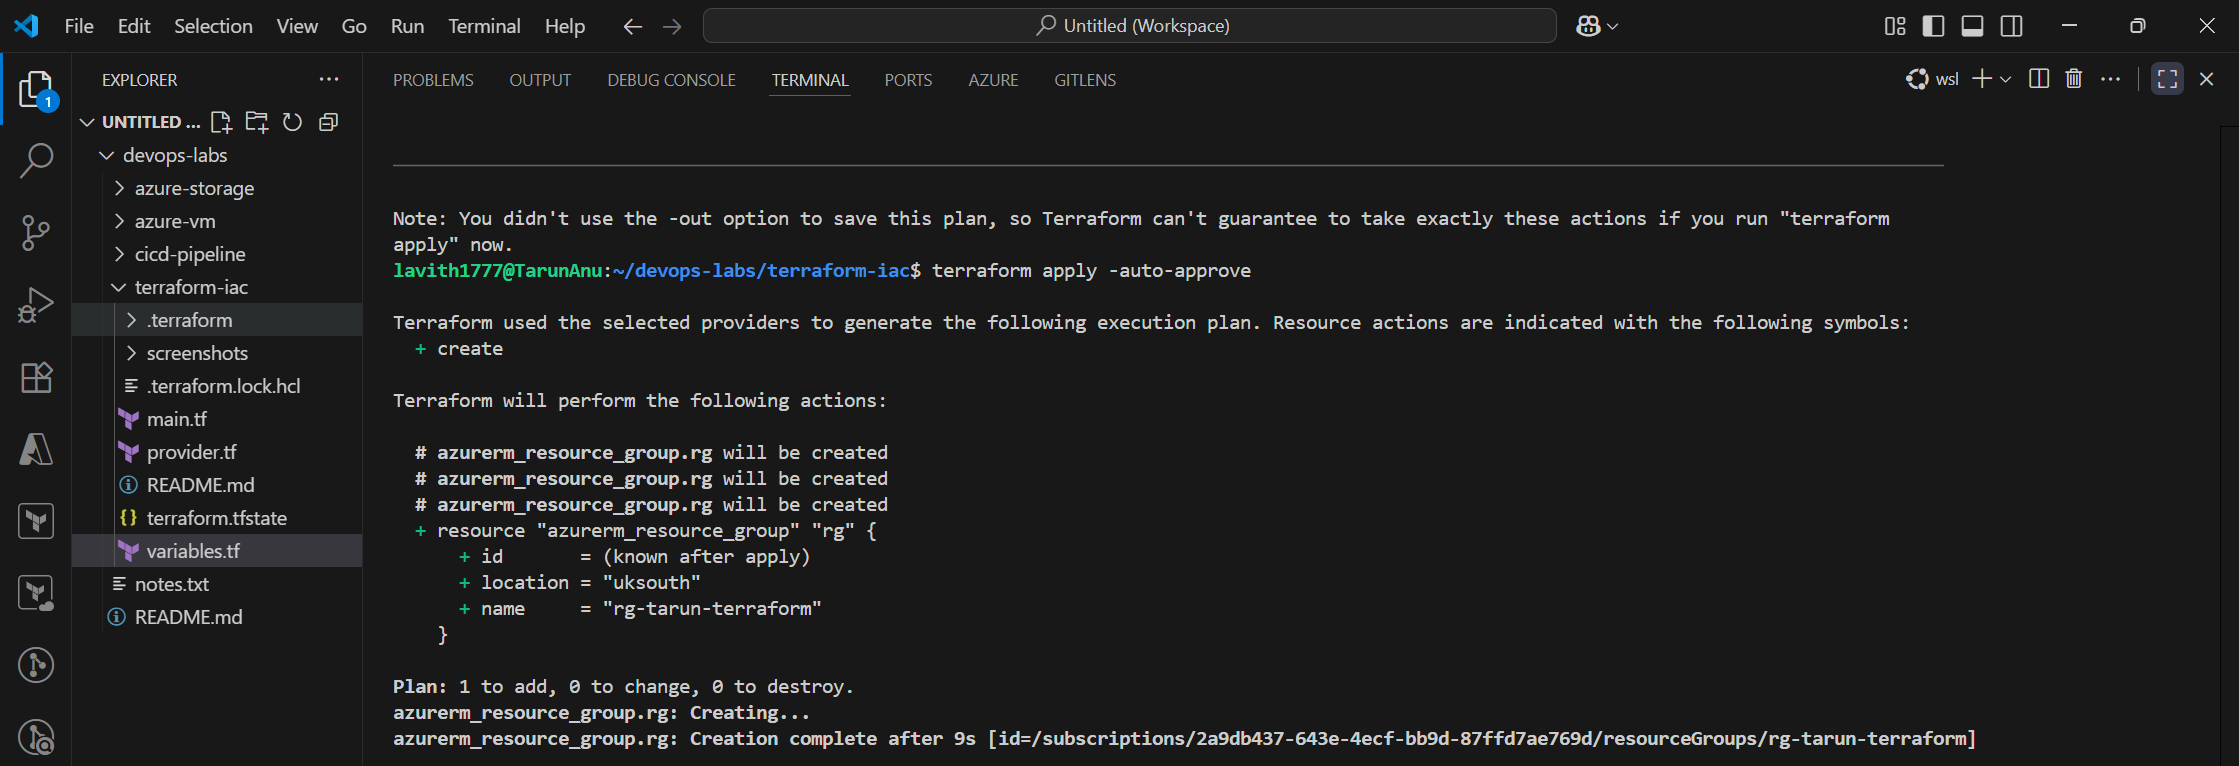 File Edit Selection View Go Run Terminal Help Untitled (Workspace)
EXPLORER
PROBLEMS OUTPUT DEBUG CONSOLE TERMINAL PORTS AZURE GITLENS
wsl
1
UNTITLED ...
devops-labs
azure-storage
azure-vm
cicd-pipeline
terraform-iac
.terraform
screenshots
.terraform.lock.hcl
main.tf
provider.tf
README.md
terraform.tfstate
variables.tf
notes.txt
README.md
Note: You didn't use the -out option to save this plan, so Terraform can't guarantee to take exactly these actions if you run "terraform
apply" now.
lavith1777@TarunAnu:~/devops-labs/terraform-iac$ terraform apply -auto-approve
Terraform used the selected providers to generate the following execution plan. Resource actions are indicated with the following symbols:
+ create
Terraform will perform the following actions:
# azurerm_resource_group.rg will be created
# azurerm_resource_group.rg will be created
# azurerm_resource_group.rg will be created
+ resource "azurerm_resource_group" "rg" {
+ id = (known after apply)
+ location = "uksouth"
+ name = "rg-tarun-terraform"
}
Plan: 1 to add, 0 to change, 0 to destroy.
azurerm_resource_group.rg: Creating...
azurerm_resource_group.rg: Creation complete after 9s [id=/subscriptions/2a9db437-643e-4ecf-bb9d-87ffd7ae769d/resourceGroups/rg-tarun-terraform]